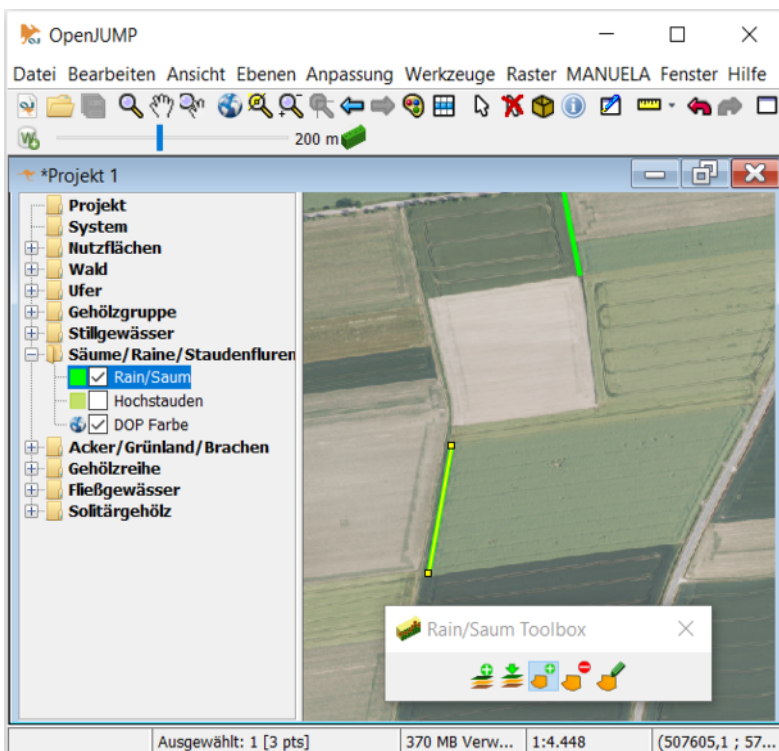 OpenJUMP
Datei Bearbeiten Ansicht Ebenen Anpassung Werkzeuge Raster MANUELA Fenster Hilfe
200 m
*Projekt 1
Projekt
System
Nutzflächen
Wald
Ufer
Gehölzgruppe
Stillgewässer
Säume/Raine/Staudenfluren
Rain/Saum
Hochstauden
DOP Farbe
Acker/Grünland/Brachen
Gehölzreihe
Fließgewässer
Solitärgehölz
Rain/Saum Toolbox
Ausgewählt: 1 [3 pts] 370 MB Verw... 1:4.448 (507605,1 ; 57...